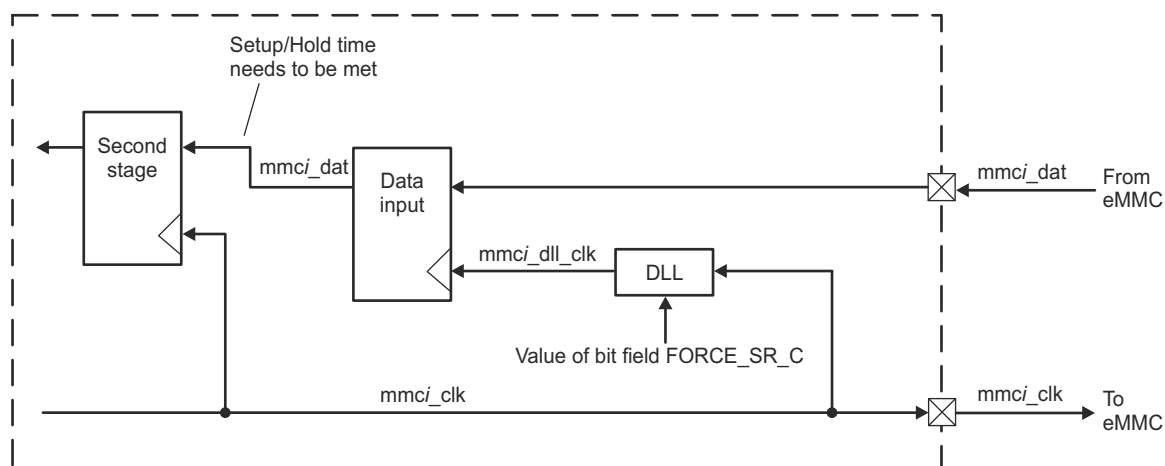 Setup/Hold time
needs to be met
Second
stage
mmci_dat
Data
input
mmci_dat
From
eMMC
mmci_dll_clk
DLL
Value of bit field FORCE_SR_C
mmci_clk
mmci_clk
To
eMMC